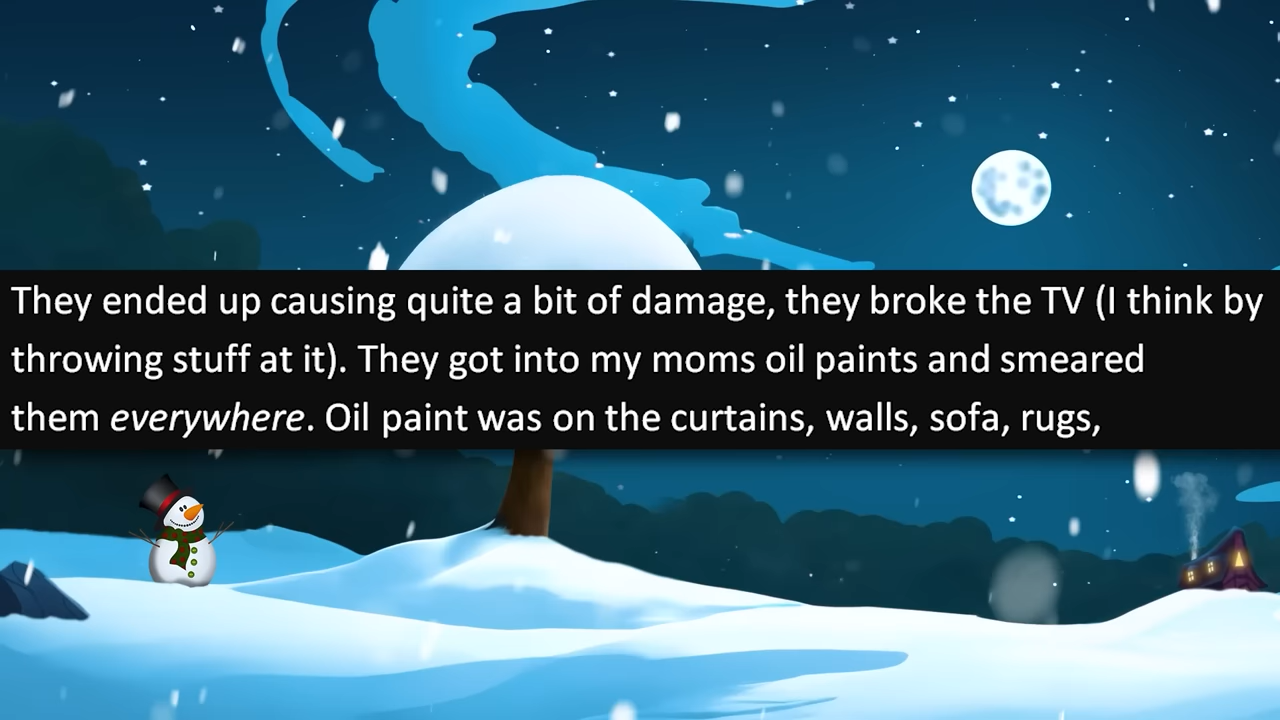 They ended up causing quite a bit of damage, they broke the TV (I think by
throwing stuff at it). They got into my moms oil paints and smeared
them everywhere. Oil paint was on the curtains, walls, sofa, rugs,